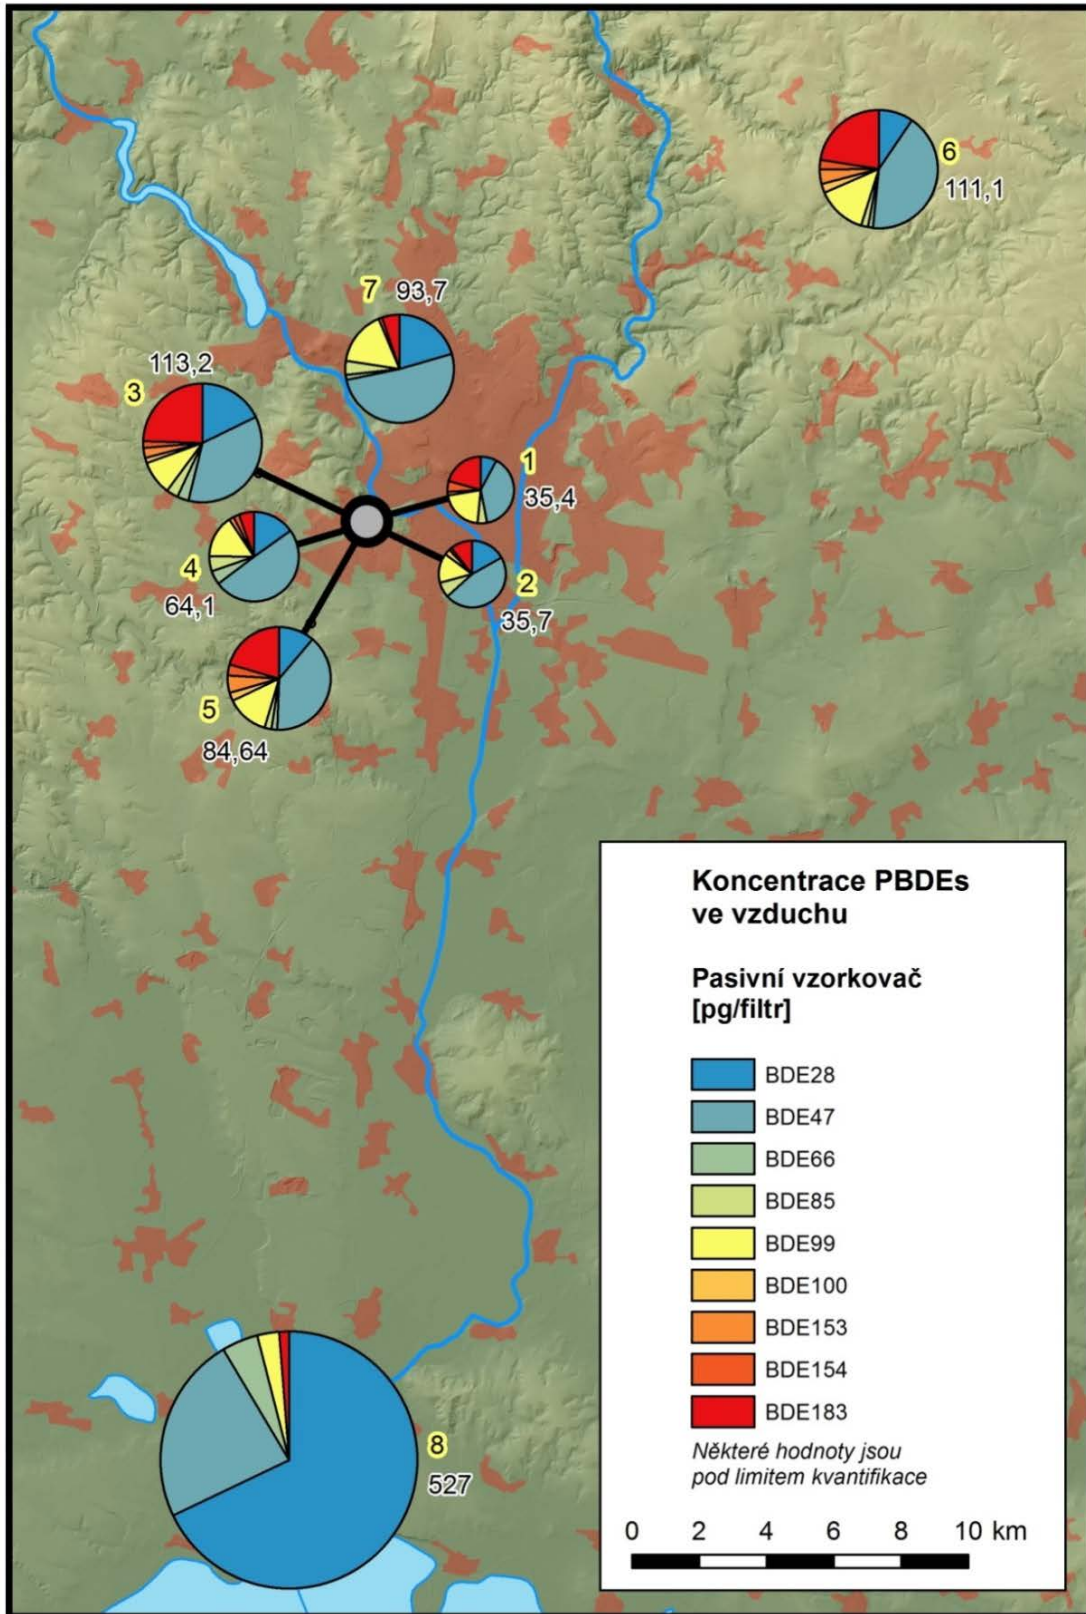 6
111,1
7
93,7
113,2
3
1
35,4
4
64,1
2
35,7
5
84,64
Koncentrace PBDEs
ve vzduchu
Pasivní vzorkovač
[pg/filtr]
BDE28
BDE47
BDE66
BDE85
BDE99
BDE100
BDE153
BDE154
BDE183
Některé hodnoty jsou
pod limitem kvantifikace
8
527
0 2 4 6 8 10 km